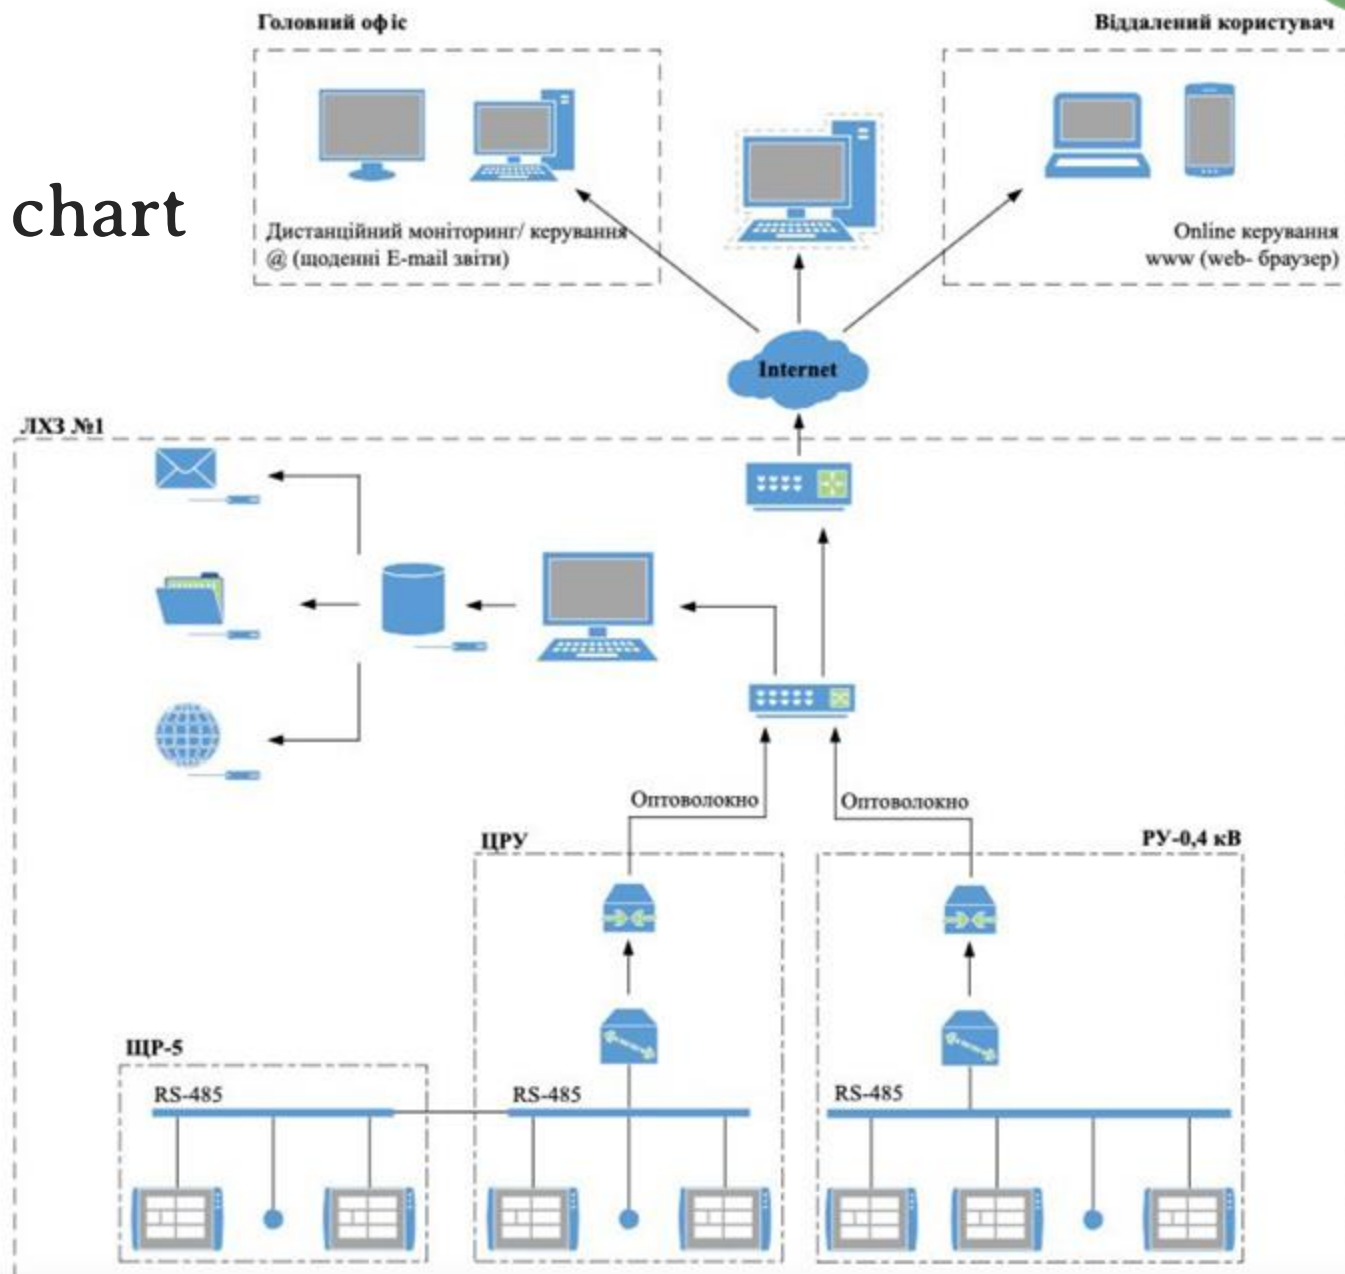 Головний офіс
Віддалений користувач
chart
Дистанційний моніторинг/ керування
@ (щоденні E-mail звіти)
Online керування
www (web- браузер)
Internet
ЛХЗ №1
Оптоволокно
Оптоволокно
ЦРУ
РУ-0,4 кВ
ЩР-5
RS-485
RS-485
RS-485